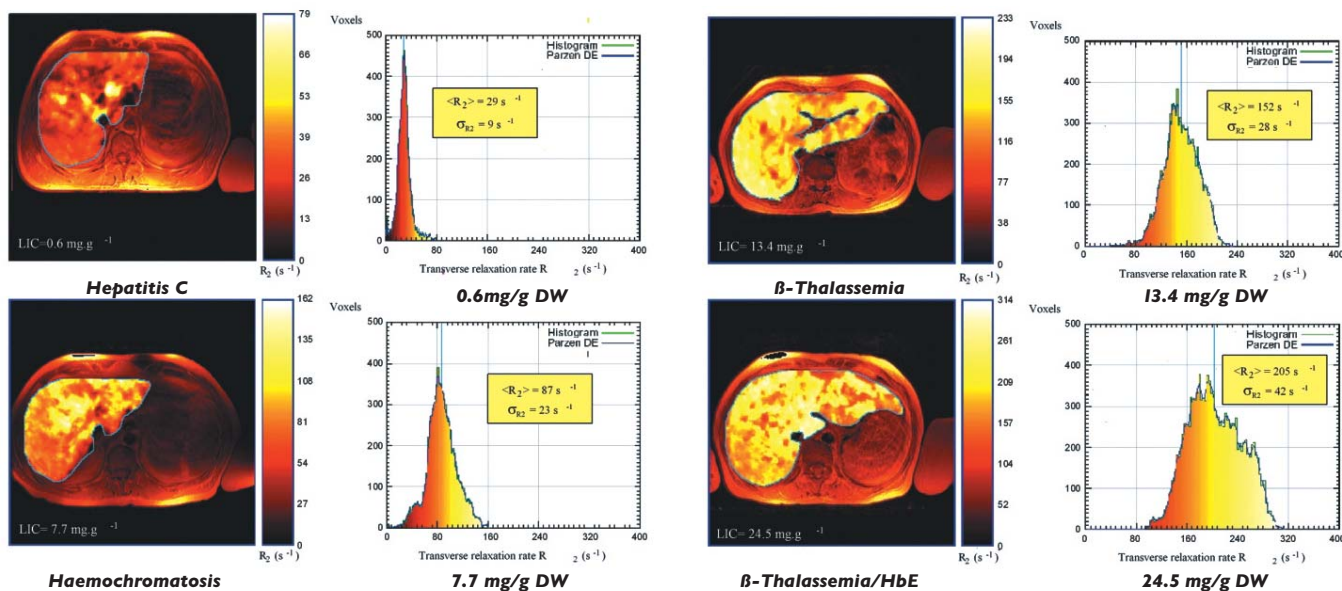 79
66
52
39
26
13
0
R2 (s-1)
LIC=0.6 mg.g -1
Hepatitis C
Voxels
500
400
300
200
100
0
0 80 160 240 320 400
Histogram
Parzen DE
<R2> = 29 s -1
σR2 = 9 s -1
Transverse relaxation rate R 2 (s-1)
0.6mg/g DW
233
194
155
116
77
38
0
R2 (s-1)
LIC = 13.4 mg.g -1
ß-Thalassemia
Voxels
500
400
300
200
100
0
0 80 160 240 320 400
Histogram
Parzen DE
<R2> = 152 s -1
σR2 = 28 s -1
Transverse relaxation rate R 2 (s-1)
13.4 mg/g DW
162
135
108
81
54
27
0
R2 (s-1)
LIC= 7.7 mg.g -1
Haemochromatosis
Voxels
500
400
300
200
100
0
0 80 160 240 320 400
Histogram
Parzen DE
<R2> = 87 s -1
σR2 = 23 s -1
Transverse relaxation rate R 2 (s-1)
7.7 mg/g DW
314
261
209
157
104
52
0
R2 (s-1)
LIC= 24.5 mg.g -1
ß-Thalassemia/HbE
Voxels
500
400
300
200
100
0
0 80 160 240 320 400
Histogram
Parzen DE
<R2> = 205 s -1
σR2 = 42 s -1
Transverse relaxation rate R 2 (s-1)
24.5 mg/g DW